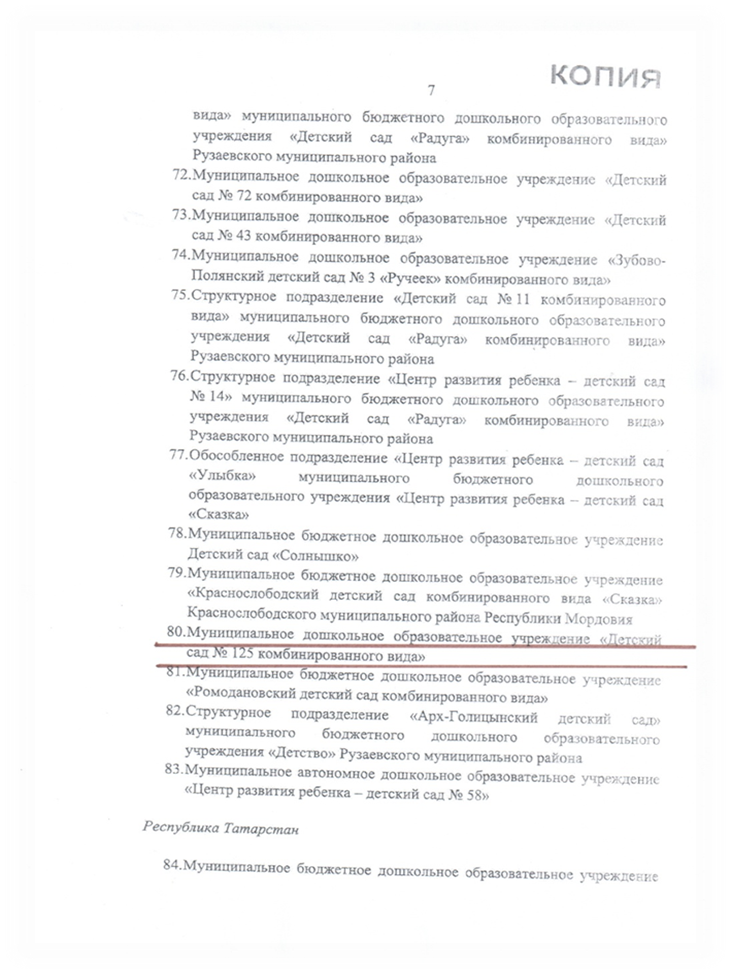 КОПИЯ
7
вида» муниципального бюджетного дошкольного образовательного
учреждения «Детский сад «Радуга» комбинированного вида»
Рузаевского муниципального района
72.Муниципальное дошкольное образовательное учреждение «Детский
сад № 72 комбинированного вида»
73.Муниципальное дошкольное образовательное учреждение «Детский
сад № 43 комбинированного вида»
74.Муниципальное дошкольное образовательное учреждение «Зубово-
Полянский детский сад № 3 «Ручеек» комбинированного вида»
75.Структурное подразделение «Детский сад №11 комбинированного
вида» муниципального бюджетного дошкольного образовательного
учреждения «Детский сад «Радуга» комбинированного вида»
Рузаевского муниципального района
76.Структурное подразделение «Центр развития ребенка – детский сад
№14» муниципального бюджетного дошкольного образовательного
учреждения «Детский сад «Радуга» комбинированного вида»
Рузаевского муниципального района
77.Обособленное подразделение «Центр развития ребенка – детский сад
«Улыбка» муниципального бюджетного дошкольного
образовательного учреждения «Центр развития ребенка – детский сад
«Сказка»
78.Муниципальное бюджетное дошкольное образовательное учреждение
Детский сад «Солнышко»
79.Муниципальное бюджетное дошкольное образовательное учреждение
«Краснослободский детский сад комбинированного вида «Сказка»
Краснослободского муниципального района Республики Мордовия
80.Муниципальное дошкольное образовательное учреждение «Детский
сад № 125 комбинированного вида»
81.Муниципальное бюджетное дошкольное образовательное учреждение
«Ромодановский детский сад комбинированного вида»
82.Структурное подразделение «Арх-Голицынский детский сад»
муниципального бюджетного дошкольного образовательного
учреждения «Детство» Рузаевского муниципального района
83.Муниципальное автономное дошкольное образовательное учреждение
«Центр развития ребенка – детский сад № 58»
Республика Татарстан
84.Муниципальное бюджетное дошкольное образовательное учреждение